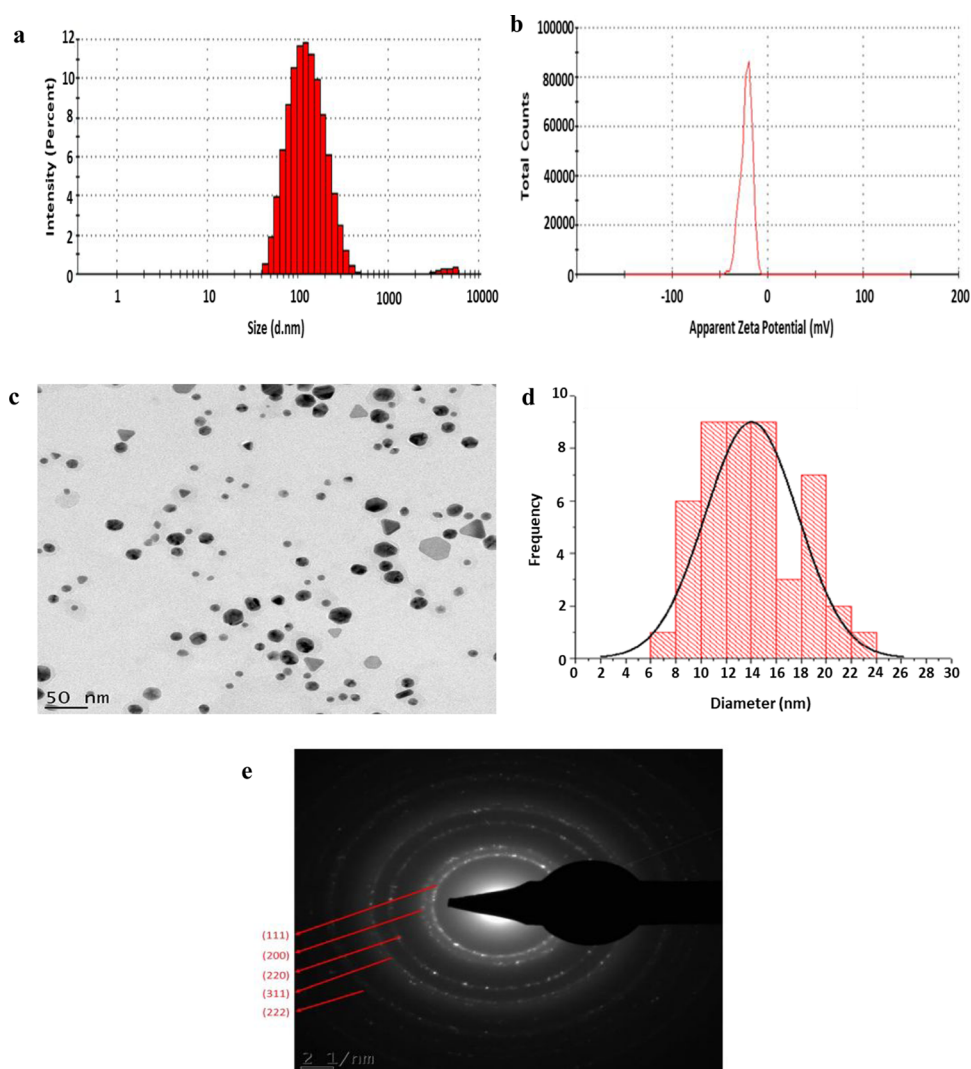 a
12
10
8
6
4
2
0
Intensity (Percent)
1 10 100 1000 10000
Size (d.nm)
b
100000
80000
60000
40000
20000
0
Total Counts
-100 0 100 200
Apparent Zeta Potential (mV)
c
50 nm
d
10
8
6
4
2
0
Frequency
0 2 4 6 8 10 12 14 16 18 20 22 24 26 28 30
Diameter (nm)
e
(111)
(200)
(220)
(311)
(222)
2 1/nm